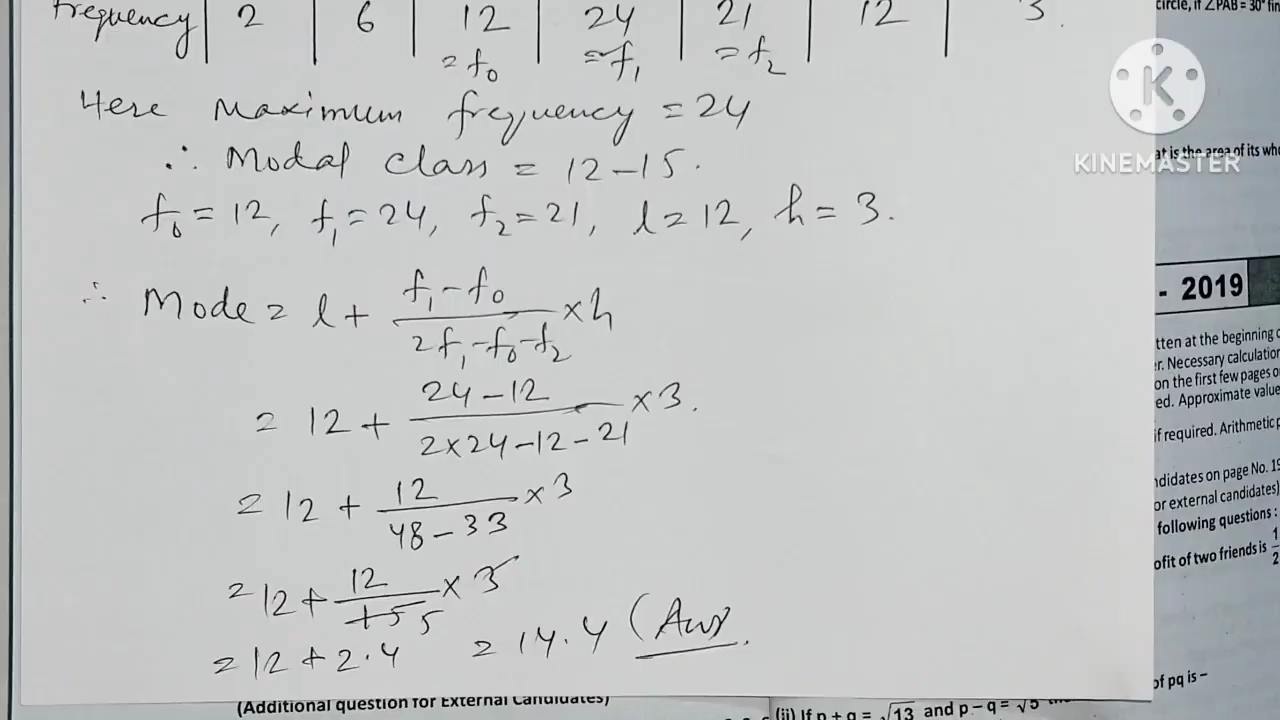 Frequency 2 6 12 24 21 12 3
= f₀ = f₁ = f₂
Here Maximum frequency = 24
∴ Modal class = 12-15.
f₀ = 12, f₁ = 24, f₂ = 21, l = 12, h = 3.
∴ Mode = l + (f₁-f₀)/(2f₁-f₀-f₂) × h
= 12 + (24-12)/(2×24-12-21) × 3.
= 12 + 12/(48-33) × 3
= 12 + 12/15 5 × 3
= 12 + 2.4 = 14.4 (Ans.
circle, if ∠PAB = 30°
KINEMASTER
at is the area of its
- 2019
tten at the beginning
r. Necessary calculation
on the first few pages
ed. Approximate value
if required. Arithmetic
ndidates on page No.
or external candidates)
following questions :
ofit of two friends is 1/2
of pq is –
(Additional question for External Candidates)
(ii) If p + q = √13 and p – q = √5